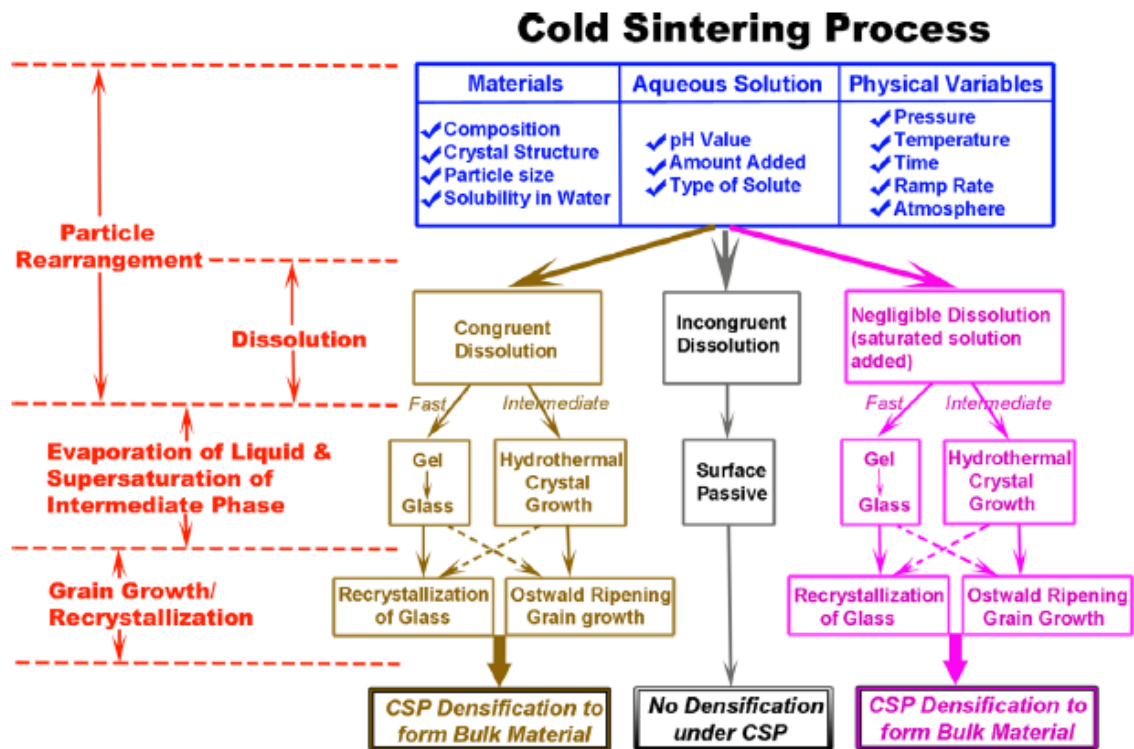 Cold Sintering Process
Materials
Composition
Crystal Structure
Particle size
Solubility in Water
Aqueous Solution
pH Value
Amount Added
Type of Solute
Physical Variables
Pressure
Temperature
Time
Ramp Rate
Atmosphere
Particle
Rearrangement
Dissolution
Evaporation of Liquid &
Supersaturation of
Intermediate Phase
Grain Growth/
Recrystallization
Congruent
Dissolution
Fast
Intermediate
Gel
Glass
Hydrothermal
Crystal
Growth
Recrystallization
of Glass
Ostwald Ripening
Grain growth
CSP Densification to
form Bulk Material
Incongruent
Dissolution
Surface
Passive
No Densification
under CSP
Negligible Dissolution
(saturated solution
added)
Fast
Intermediate
Gel
Glass
Hydrothermal
Crystal
Growth
Recrystallization
of Glass
Ostwald Ripening
Grain Growth
CSP Densification to
form Bulk Material